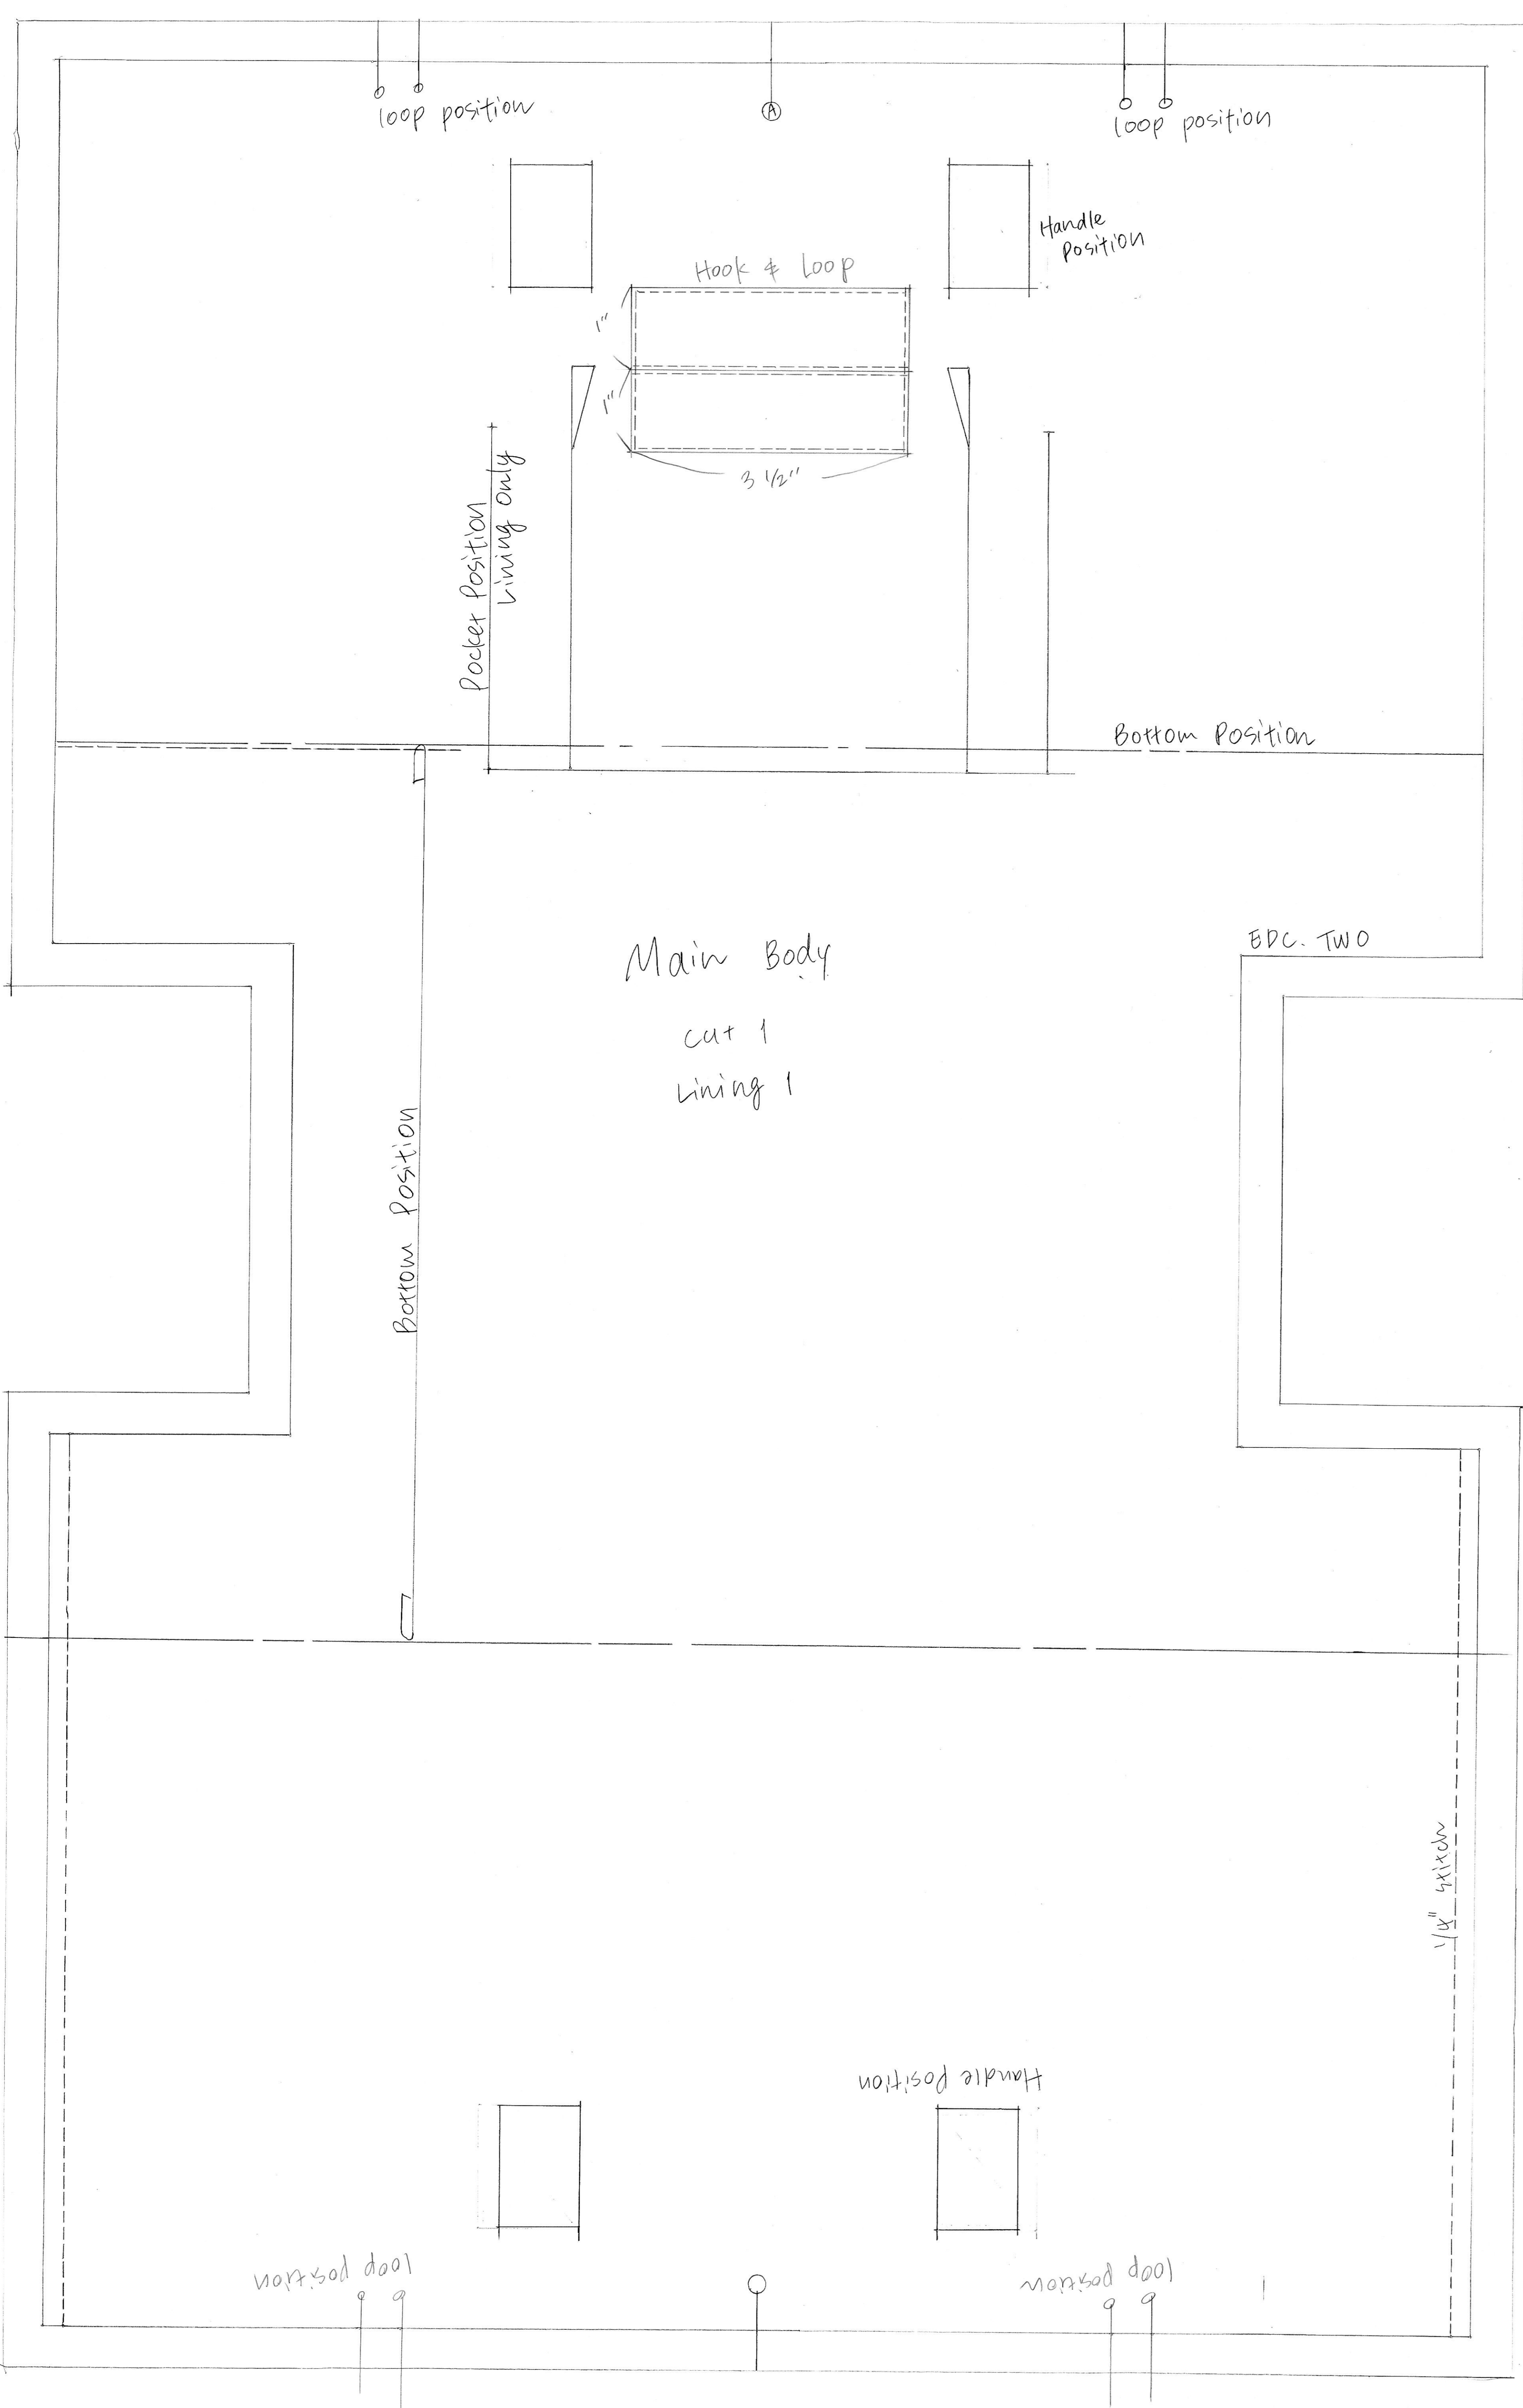 loop position
A
loop position
Handle
Position
Hook & Loop
1"
1"
3 1/2"
Pocket Position
Lining Only
Bottom Position
EDC. TWO
Main Body
cut 1
Lining 1
Bottom Position
1/4" stitch
Handle Position
loop position
loop position